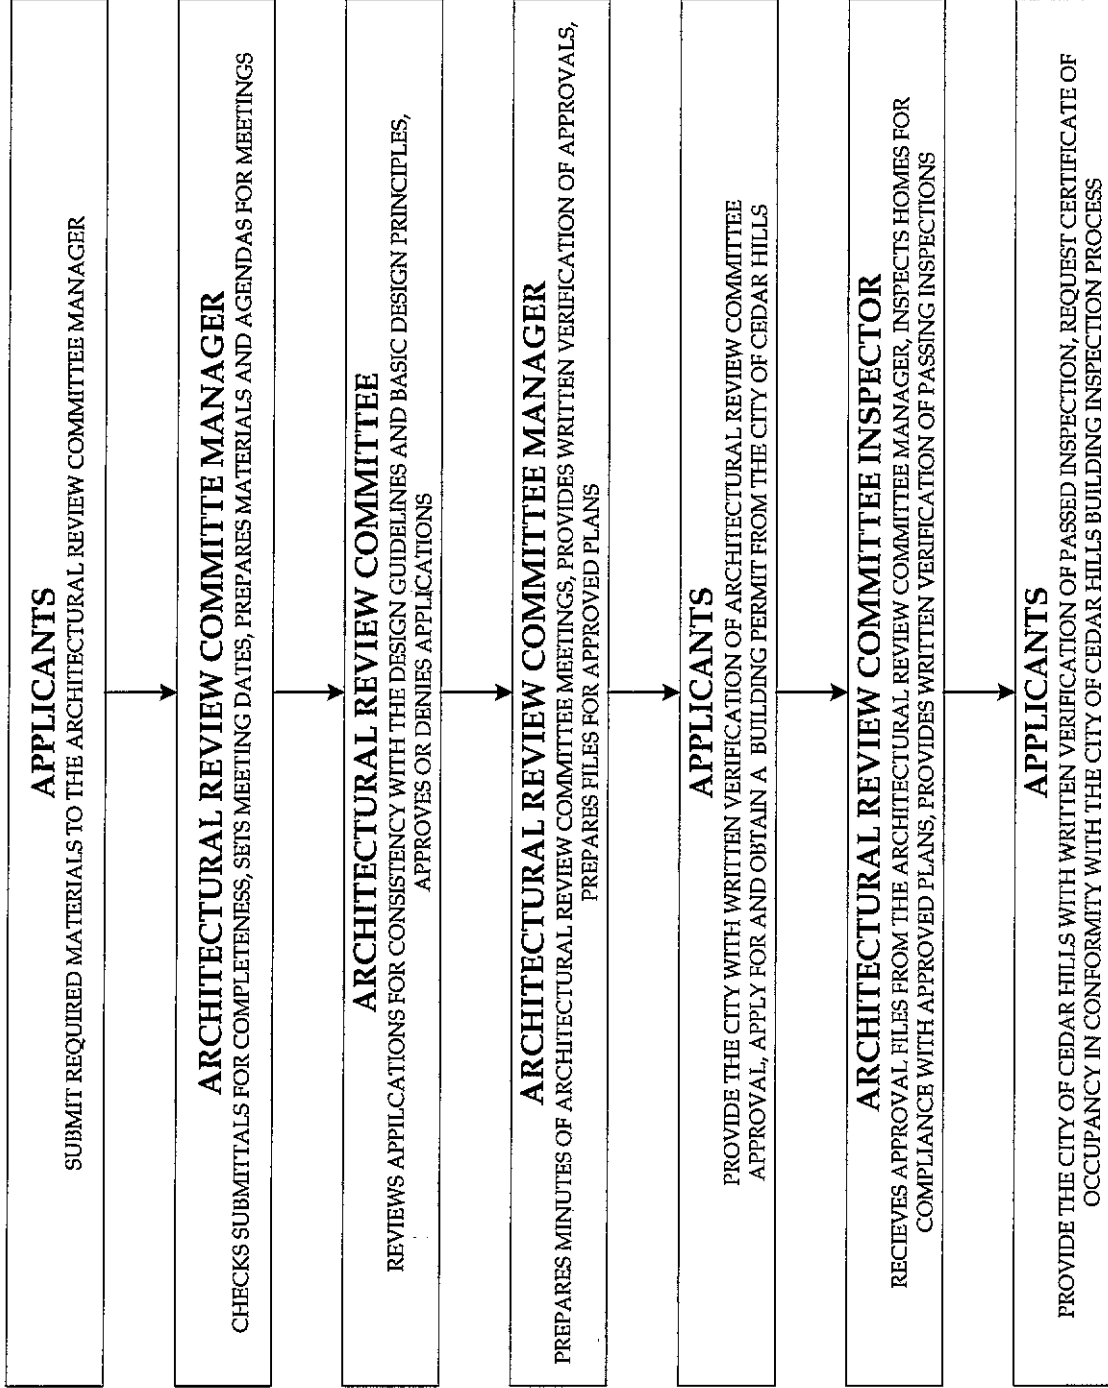 APPLICANTS
SUBMIT REQUIRED MATERIALS TO THE ARCHITECTURAL REVIEW COMMITTEE MANAGER
ARCHITECTURAL REVIEW COMMITTEE MANAGER
CHECKS SUBMITTALS FOR COMPLETENESS, SETS MEETING DATES, PREPARES MATERIALS AND AGENDAS FOR MEETINGS
ARCHITECTURAL REVIEW COMMITTEE
REVIEWS APPILCATIONS FOR CONSISTENCY WITH THE DESIGN GUIDELINES AND BASIC DESIGN PRINCIPLES,
APPROVES OR DENIES APPLICATIONS
ARCHITECTURAL REVIEW COMMITTEE MANAGER
PREPARES MINUTES OF ARCHITECTURAL REVIEW COMMITTEE MEETINGS, PROVIDES WRITTEN VERIFICATION OF APPROVALS,
PREPARES FILES FOR APPROVED PLANS
APPLICANTS
PROVIDE THE CITY WITH WRITTEN VERIFICATION OF ARCHITECTURAL REVIEW COMMITTEE
APPROVAL, APPLY FOR AND OBTAIN A BUILDING PERMIT FROM THE CITY OF CEDAR HILLS
ARCHITECTURAL REVIEW COMMITTEE INSPECTOR
RECIEVES APPROVAL FILES FROM THE ARCHITECTURAL REVIEW COMMITTEE MANAGER, INSPECTS HOMES FOR
COMPLIANCE WITH APPROVED PLANS, PROVIDES WRITTEN VERIFICATION OF PASSING INSPECTIONS
APPLICANTS
PROVIDE THE CITY OF CEDAR HILLS WITH WRITTEN VERIFICATION OF PASSED INSPECTION, REQUEST CERTIFICATE OF
OCCUPANCY IN CONFORMITY WITH THE CITY OF CEDAR HILLS BUILDING INSPECTION PROCESS